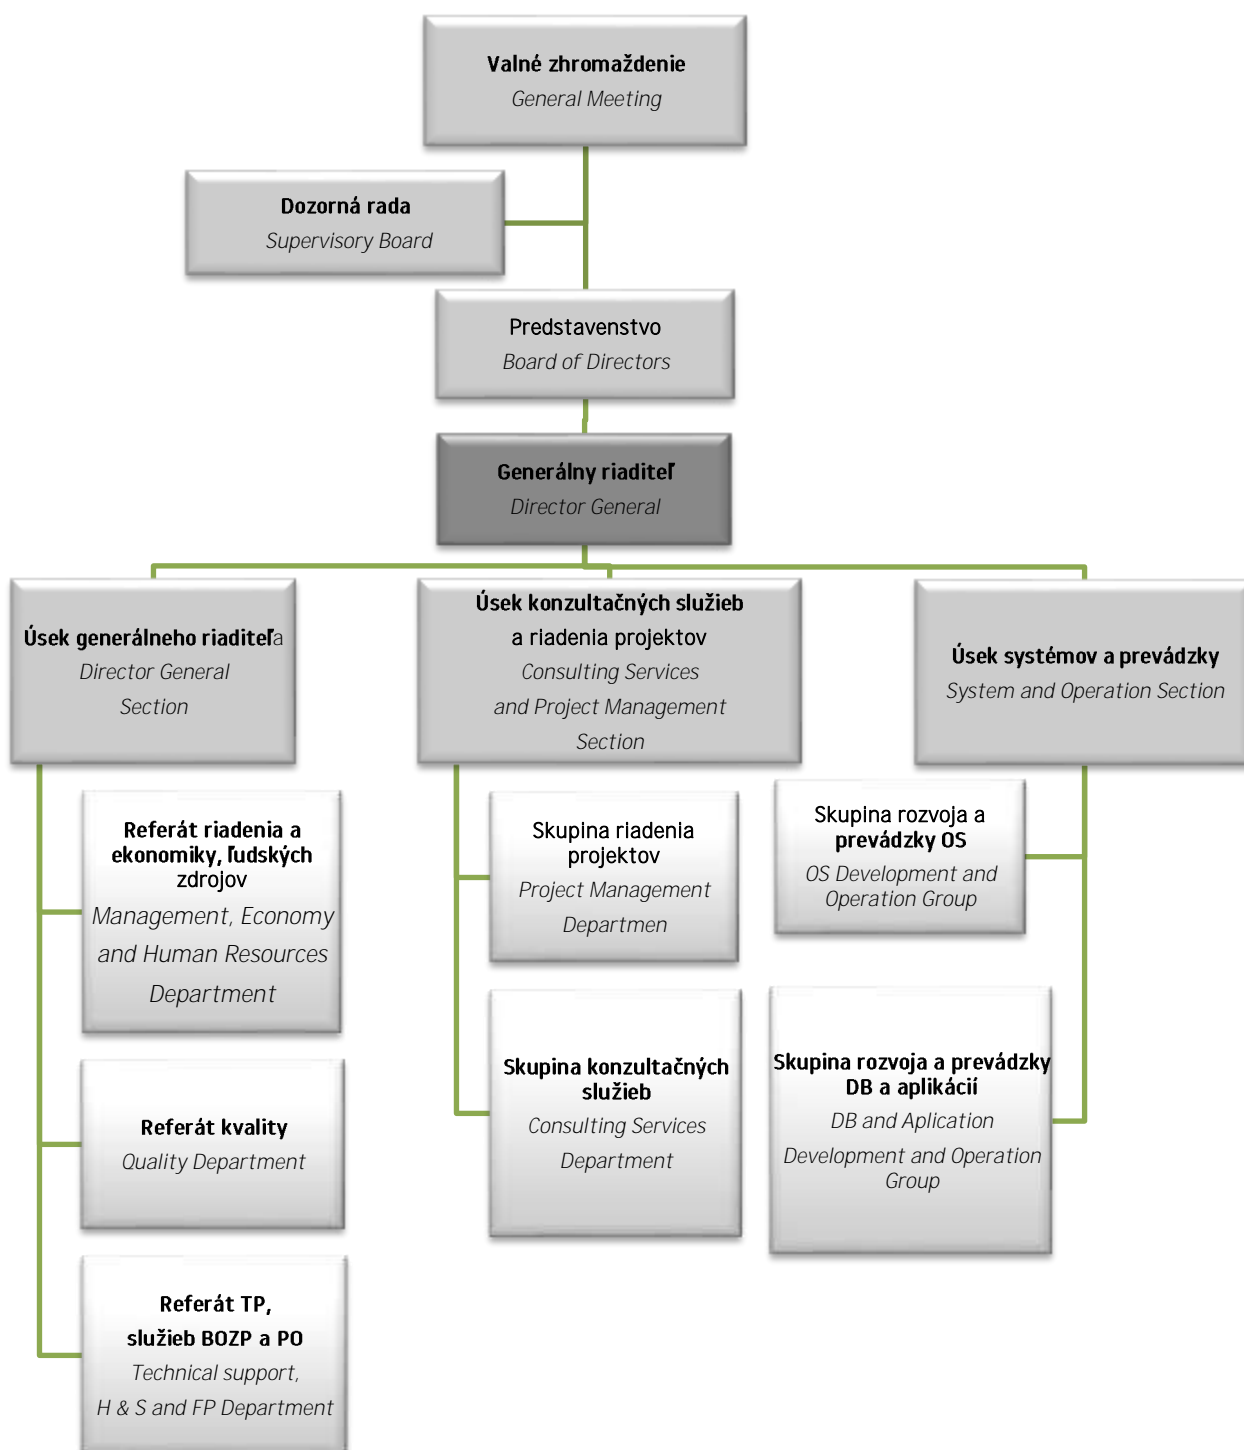 Valné zhromaždenie
General Meeting
Dozorná rada
Supervisory Board
Predstavenstvo
Board of Directors
Generálny riaditeľ
Director General
Úsek generálneho riaditeľa
Director General
Section
Úsek konzultačných služieb
a riadenia projektov
Consulting Services
and Project Management
Section
Úsek systémov a prevádzky
System and Operation Section
Referát riadenia a
ekonomiky, ľudských
zdrojov
Management, Economy
and Human Resources
Department
Referát kvality
Quality Department
Referát TP,
služieb BOZP a PO
Technical support,
H & S and FP Department
Skupina riadenia
projektov
Project Management
Departmen
Skupina konzultačných
služieb
Consulting Services
Department
Skupina rozvoja a
prevádzky OS
OS Development and
Operation Group
Skupina rozvoja a prevádzky
DB a aplikácií
DB and Aplication
Development and Operation
Group